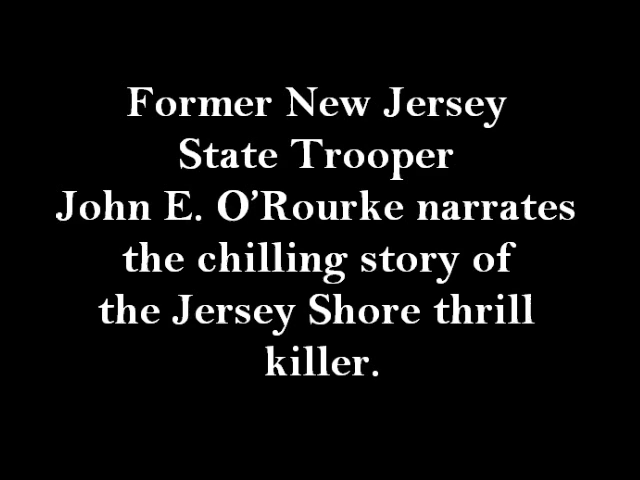 Former New Jersey
State Trooper
John E. O’Rourke narrates
the chilling story of
the Jersey Shore thrill
killer.